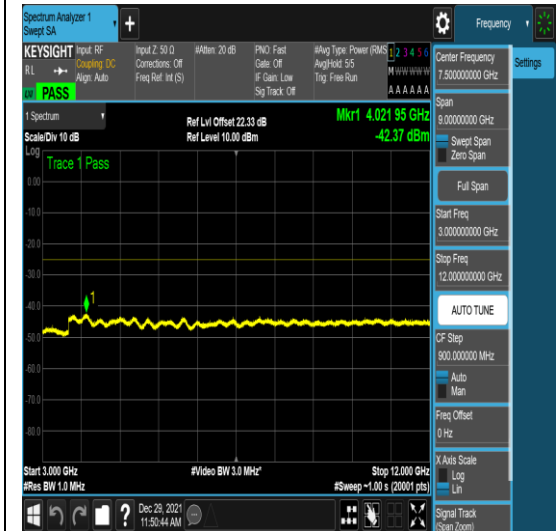 Spectrum Analyzer 1
Swept SA
Frequency
KEYSIGHT
Input: RF
Coupling: DC
Align: Auto
Input Z: 50 Ω
Corrections: Off
Freq Ref: Int (S)
#Atten: 20 dB
PNO: Fast
Gate: Off
IF Gain: Low
Sig Track: Off
#Avg Type: Power (RMS
Avg|Hold: 5/5
Trig: Free Run
1 2 3 4 5 6
M W W W W W
A A A A A A
R L
PASS
Settings
1 Spectrum
Scale/Div 10 dB
Ref Lvl Offset 22.33 dB
Ref Level 10.00 dBm
Mkr1 4.021 95 GHz
-42.37 dBm
Log
Trace 1 Pass
0.00
-10.0
-20.0
-30.0
-40.0
-50.0
-60.0
-70.0
-80.0
1
Start 3.000 GHz
#Res BW 1.0 MHz
#Video BW 3.0 MHz*
Stop 12.000 GHz
#Sweep ~1.00 s (20001 pts)
Dec 29, 2021
11:50:44 AM
Center Frequency
7.500000000 GHz
Span
9.00000000 GHz
Swept Span
Zero Span
Full Span
Start Freq
3.000000000 GHz
Stop Freq
12.000000000 GHz
AUTO TUNE
CF Step
900.000000 MHz
Auto
Man
Freq Offset
0 Hz
X Axis Scale
Log
Lin
Signal Track
(Span Zoom)